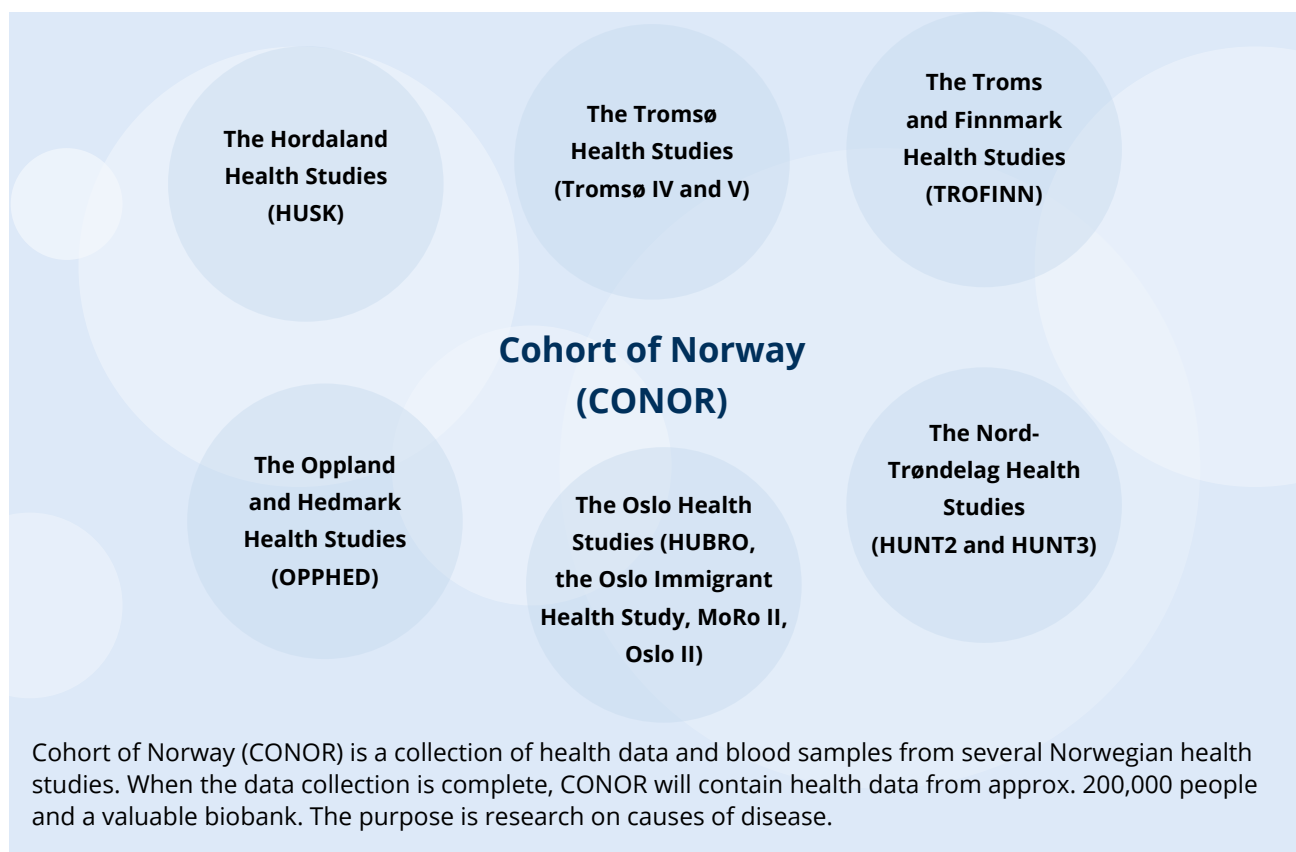 The Hordaland
Health Studies
(HUSK)
The Tromsø
Health Studies
(Tromsø IV and V)
The Troms
and Finnmark
Health Studies
(TROFINN)
Cohort of Norway
(CONOR)
The Oppland
and Hedmark
Health Studies
(OPPHED)
The Oslo Health
Studies (HUBRO,
the Oslo Immigrant
Health Study, MoRo II,
Oslo II)
The Nord-
Trøndelag Health
Studies
(HUNT2 and HUNT3)
Cohort of Norway (CONOR) is a collection of health data and blood samples from several Norwegian health
studies. When the data collection is complete, CONOR will contain health data from approx. 200,000 people
and a valuable biobank. The purpose is research on causes of disease.